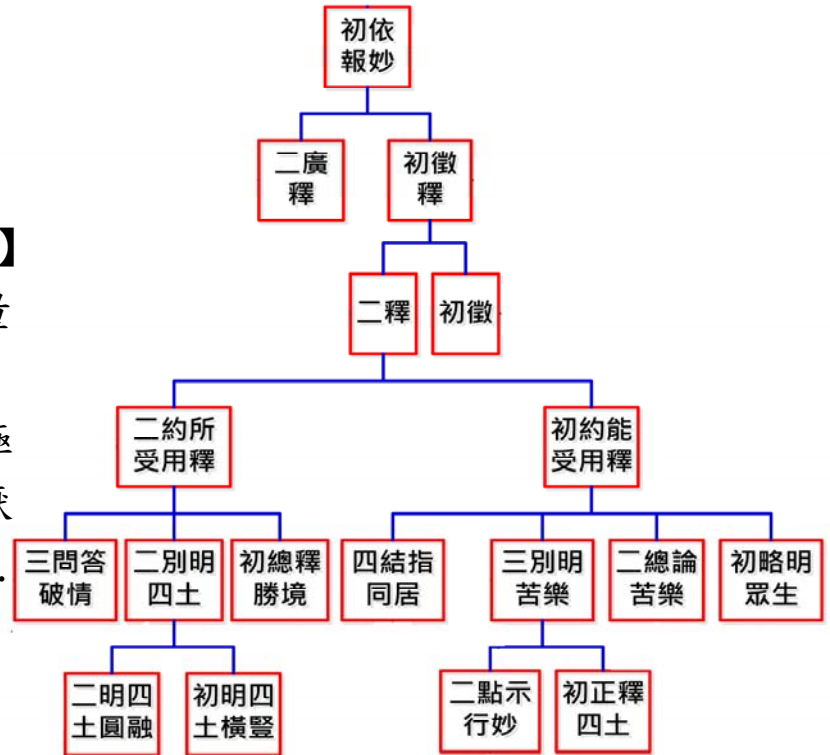 初依
報妙
初徵
釋
二廣
釋
初徵
二釋
初約能
受用釋
二約所
受用釋
初略明
眾生
二總論
苦樂
三別明
苦樂
四結指
同居
初總釋
勝境
二別明
四土
三問答
破情
初正釋
四土
二點示
行妙
初明四
土橫豎
二明四
土圓融
】